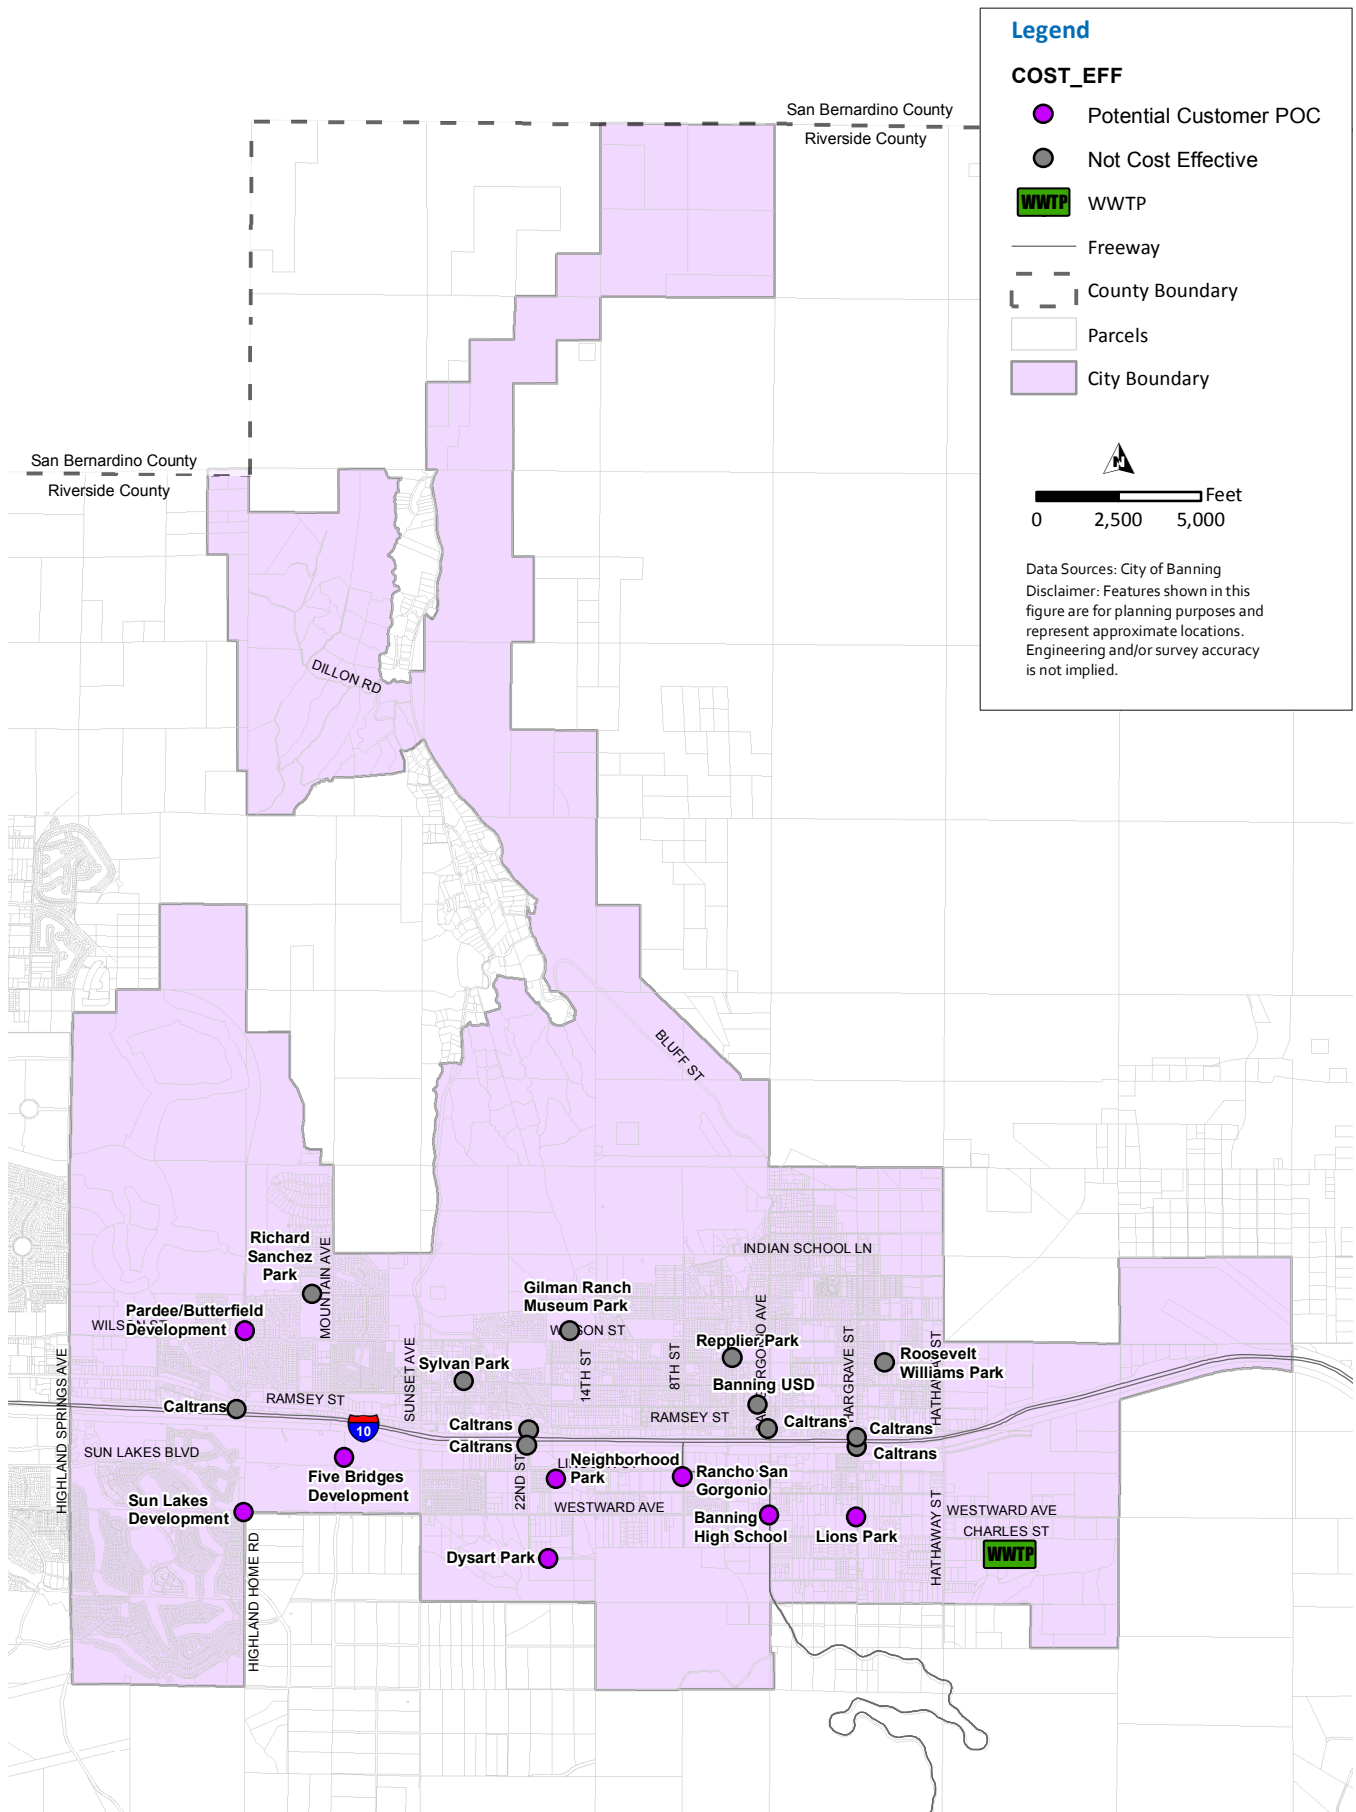 Legend
COST_EFF
Potential Customer POC
Not Cost Effective
WWTP
WWTP
Freeway
County Boundary
Parcels
City Boundary
N
Feet
0 2,500 5,000
Data Sources: City of Banning
Disclaimer: Features shown in this
figure are for planning purposes and
represent approximate locations.
Engineering and/or survey accuracy
is not implied.
San Bernardino County
Riverside County
San Bernardino County
Riverside County
DILLON RD
BLUFF ST
INDIAN SCHOOL LN
Richard
Sanchez
Park
MOUNTAIN AVE
Pardee/Butterfield
Development
Gilman Ranch
Museum Park
Repplier Park
Roosevelt
Williams Park
Sylvan Park
Banning USD
HIGHLAND SPRINGS AVE
SUNSET AVE
14TH ST
8TH ST
HARGRAVE ST
RAMSEY ST
RAMSEY ST
Caltrans
Caltrans
Caltrans
Caltrans
Caltrans
Caltrans
10
SUN LAKES BLVD
Five Bridges
Development
22ND ST
Neighborhood
Park
Rancho San
Gorgonio
WESTWARD AVE
Sun Lakes
Development
Banning
High School
Lions Park
HATHAWAY ST
WESTWARD AVE
CHARLES ST
WWTP
Dysart Park
HIGHLAND HOME RD